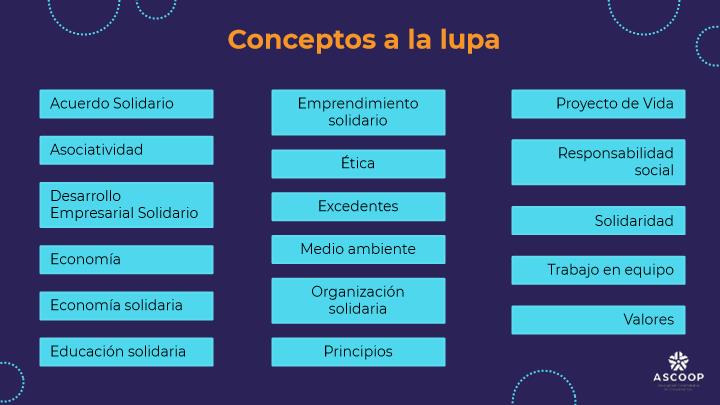 Conceptos a la lupa
Acuerdo Solidario
Asociatividad
Desarrollo
Empresarial Solidario
Economía
Economía solidaria
Educación solidaria
Emprendimiento
solidario
Ética
Excedentes
Medio ambiente
Organización
solidaria
Principios
Proyecto de Vida
Responsabilidad
social
Solidaridad
Trabajo en equipo
Valores
ASCOOP